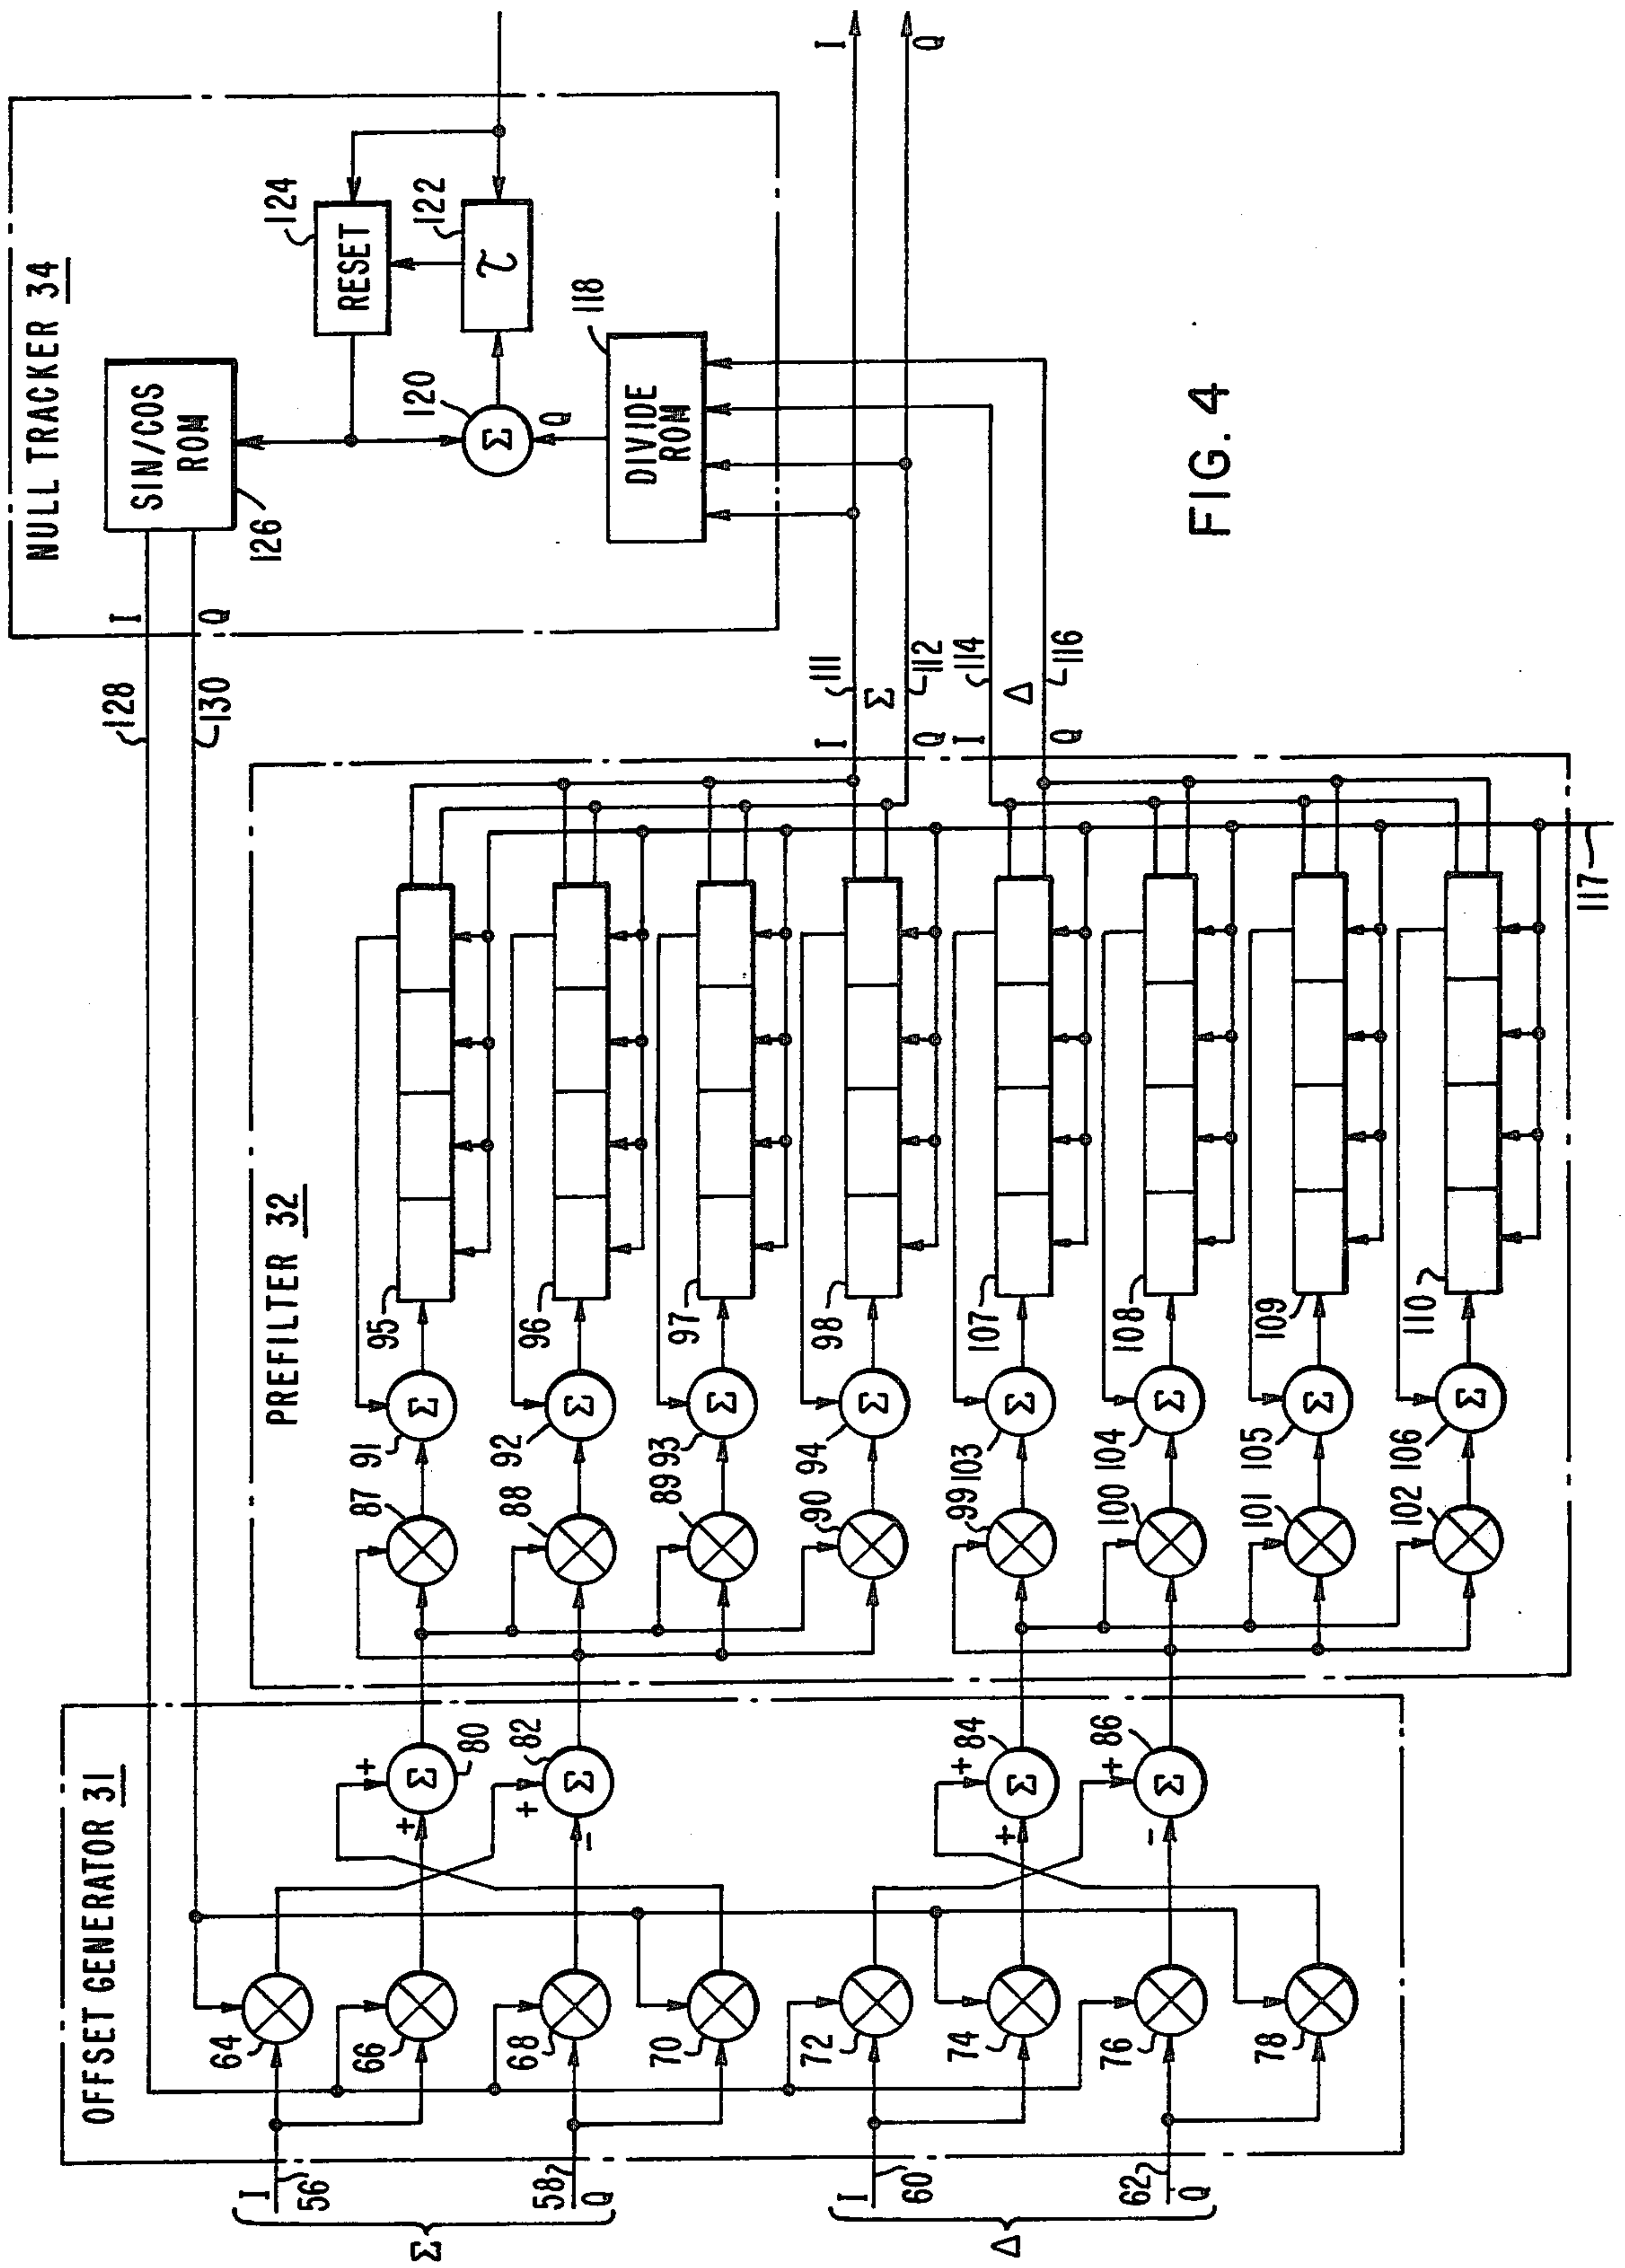 NULL TRACKER 34
SIN/COS
ROM
126
RESET
124
τ
122
Σ
120
Q
DIVIDE
ROM
118
I
128
Q
130
I
Q
PREFILTER 32
I
111
Σ
Q
112
I
114
Δ
Q
116
117
87
91
Σ
95
88
92
Σ
96
89
93
Σ
97
90
94
Σ
98
99
103
Σ
107
100
104
Σ
108
101
105
Σ
109
102
106
Σ
110
OFFSET GENERATOR 31
Σ
I
56
58
Q
Δ
I
60
62
Q
64
66
68
70
72
74
76
78
+
+
Σ
80
+
-
Σ
82
+
+
Σ
84
+
-
Σ
86
FIG. 4